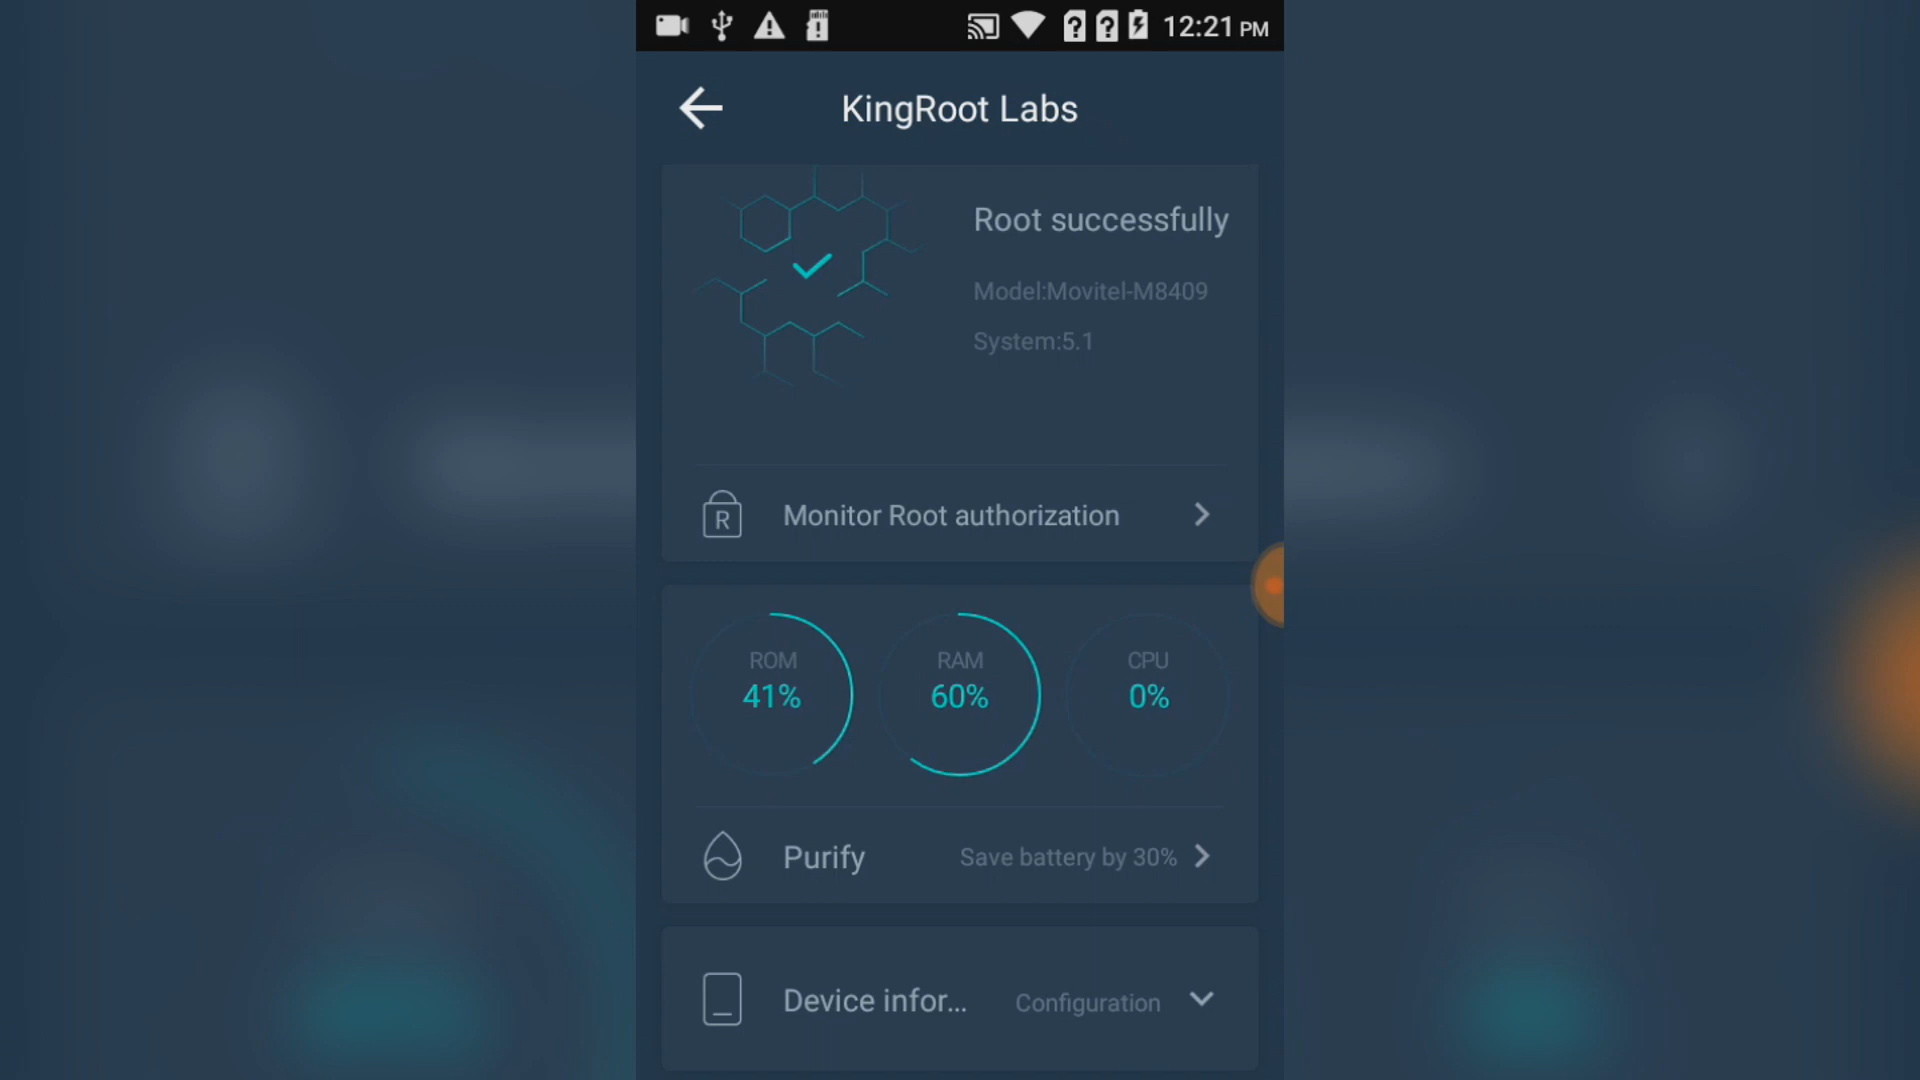 12:21 PM
KingRoot Labs
Root successfully
Model:Movitel-M8409
System:5.1
R
Monitor Root authorization
ROM
41%
RAM
60%
CPU
0%
Purify
Save battery by 30%
Device infor...
Configuration